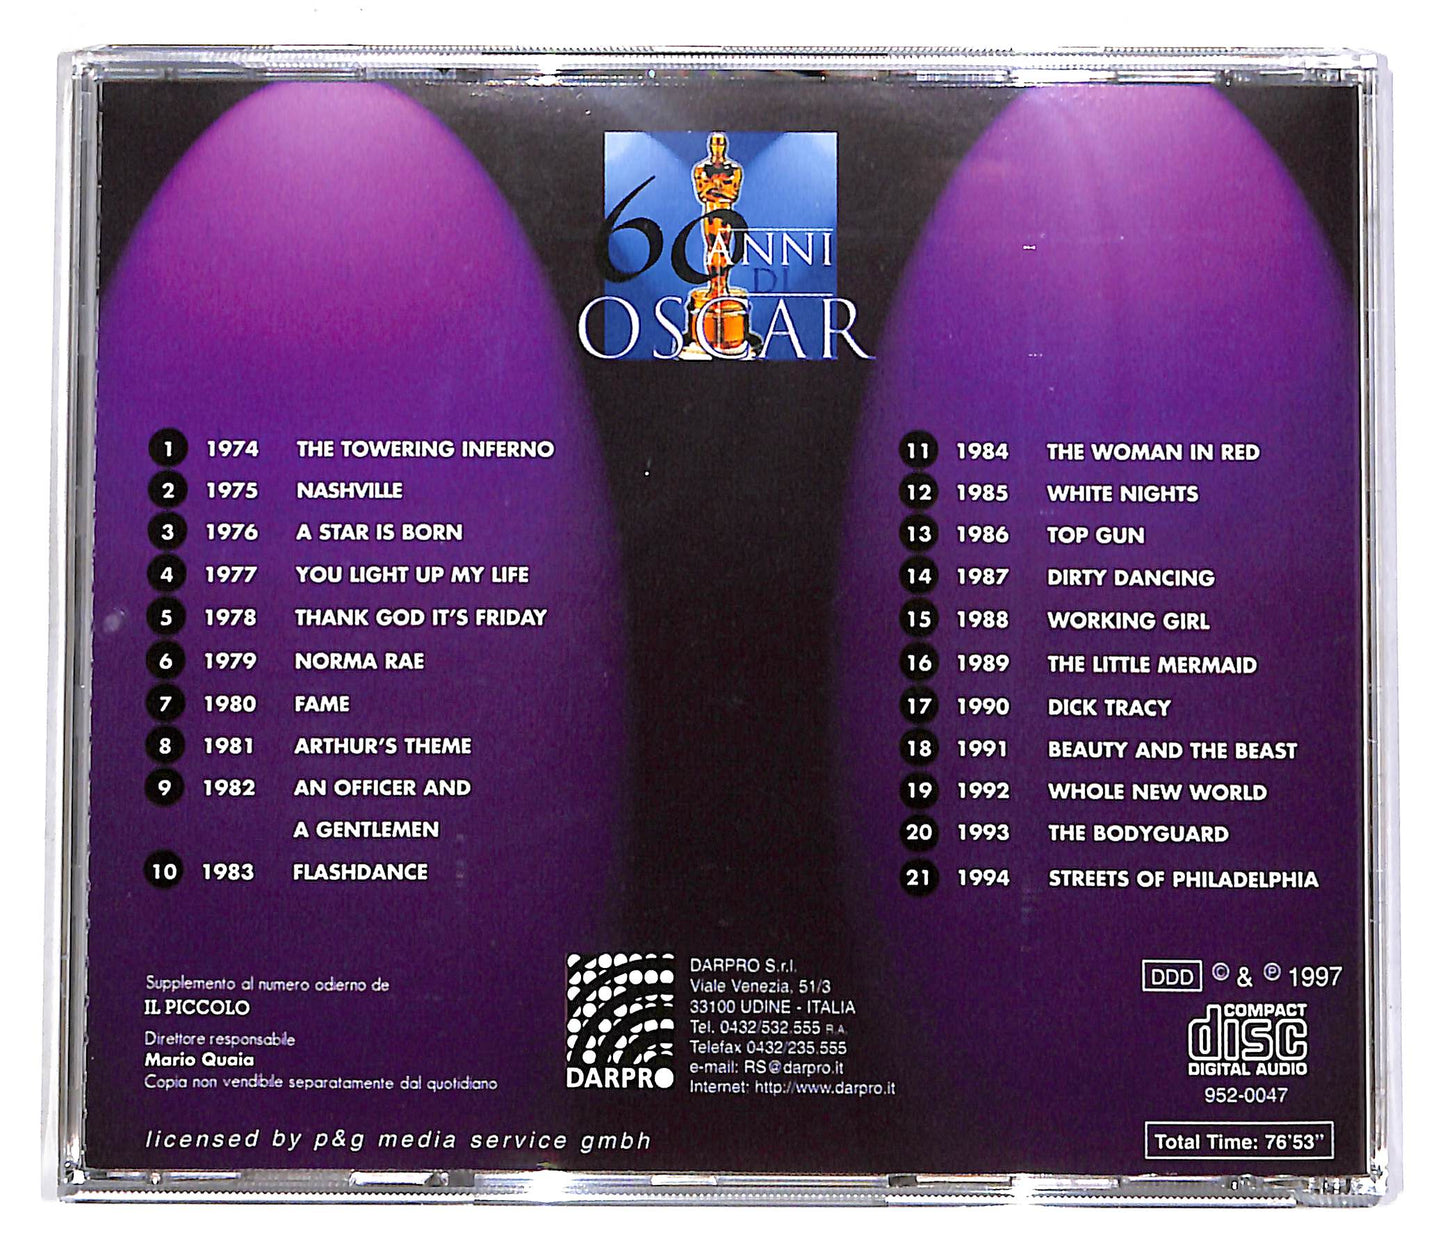 60 ANNI
DI
OSCAR
1 1974 THE TOWERING INFERNO
2 1975 NASHVILLE
3 1976 A STAR IS BORN
4 1977 YOU LIGHT UP MY LIFE
5 1978 THANK GOD IT'S FRIDAY
6 1979 NORMA RAE
7 1980 FAME
8 1981 ARTHUR'S THEME
9 1982 AN OFFICER AND
A GENTLEMEN
10 1983 FLASHDANCE
11 1984 THE WOMAN IN RED
12 1985 WHITE NIGHTS
13 1986 TOP GUN
14 1987 DIRTY DANCING
15 1988 WORKING GIRL
16 1989 THE LITTLE MERMAID
17 1990 DICK TRACY
18 1991 BEAUTY AND THE BEAST
19 1992 WHOLE NEW WORLD
20 1993 THE BODYGUARD
21 1994 STREETS OF PHILADELPHIA
Supplemento al numero odierno de
IL PICCOLO
Direttore responsabile
Mario Quaia
Copia non vendibile separatamente dal quotidiano
licensed by p&g media service gmbh
DARPRO
DARPRO S.r.l.
Viale Venezia, 51/3
33100 UDINE - ITALIA
Tel. 0432/532.555 R.A.
Telefax 0432/235.555
e-mail: RS@darpro.it
Internet: http://www.darpro.it
DDD © & ℗ 1997
COMPACT
disc
DIGITAL AUDIO
952-0047
Total Time: 76'53"